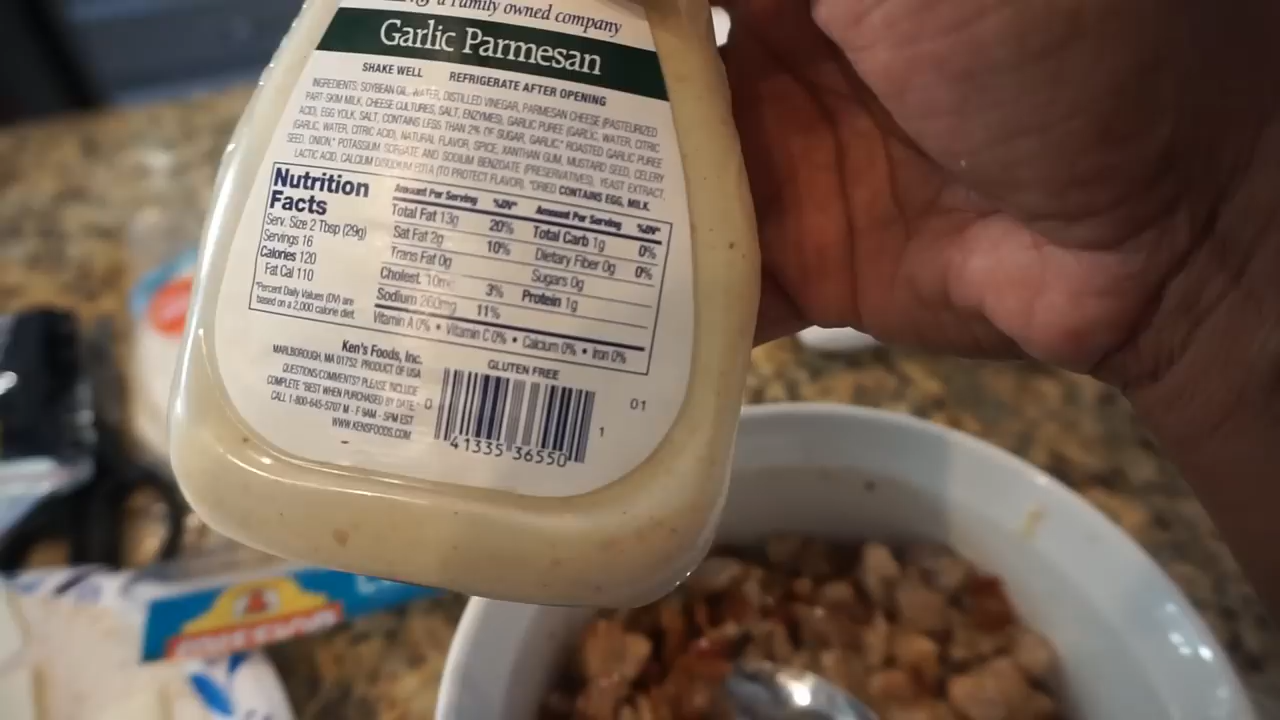 a family owned company
Garlic Parmesan
SHAKE WELL REFRIGERATE AFTER OPENING
INGREDIENTS: SOYBEAN OIL, WATER, DISTILLED VINEGAR, PARMESAN CHEESE (PASTEURIZED
PART-SKIM MILK, CHEESE CULTURES, SALT, ENZYMES), GARLIC PUREE (GARLIC, WATER, CITRIC
ACID), EGG YOLK, SALT, CONTAINS LESS THAN 2% OF SUGAR, GARLIC,* ROASTED GARLIC PUREE
(GARLIC, WATER, CITRIC ACID), NATURAL FLAVOR, SPICE, XANTHAN GUM, MUSTARD SEED, CELERY
SEED, ONION,* POTASSIUM SORBATE AND SODIUM BENZOATE (PRESERVATIVES), YEAST EXTRACT,
LACTIC ACID, CALCIUM DISODIUM EDTA (TO PROTECT FLAVOR). *DRIED CONTAINS EGG, MILK.
Nutrition
Facts
Serv. Size 2 Tbsp (29g)
Servings 16
Calories 120
Fat Cal 110
*Percent Daily Values (DV) are
based on a 2,000 calorie diet.
Amount Per Serving %DV*
Total Fat 13g 20%
Sat Fat 2g 10%
Trans Fat 0g
Cholest. 10mg 3%
Sodium 260mg 11%
Amount Per Serving %DV*
Total Carb 1g 0%
Dietary Fiber 0g 0%
Sugars 0g
Protein 1g
Vitamin A 0% • Vitamin C 0% • Calcium 0% • Iron 0%
Ken's Foods, Inc.
MARLBOROUGH, MA 01752 PRODUCT OF USA
QUESTIONS/COMMENTS? PLEASE INCLUDE
COMPLETE "BEST WHEN PURCHASED BY DATE."
CALL 1-800-645-5707 M - F 9AM - 5PM EST
WWW.KENSFOODS.COM
GLUTEN FREE
0 41335 36550 1
01